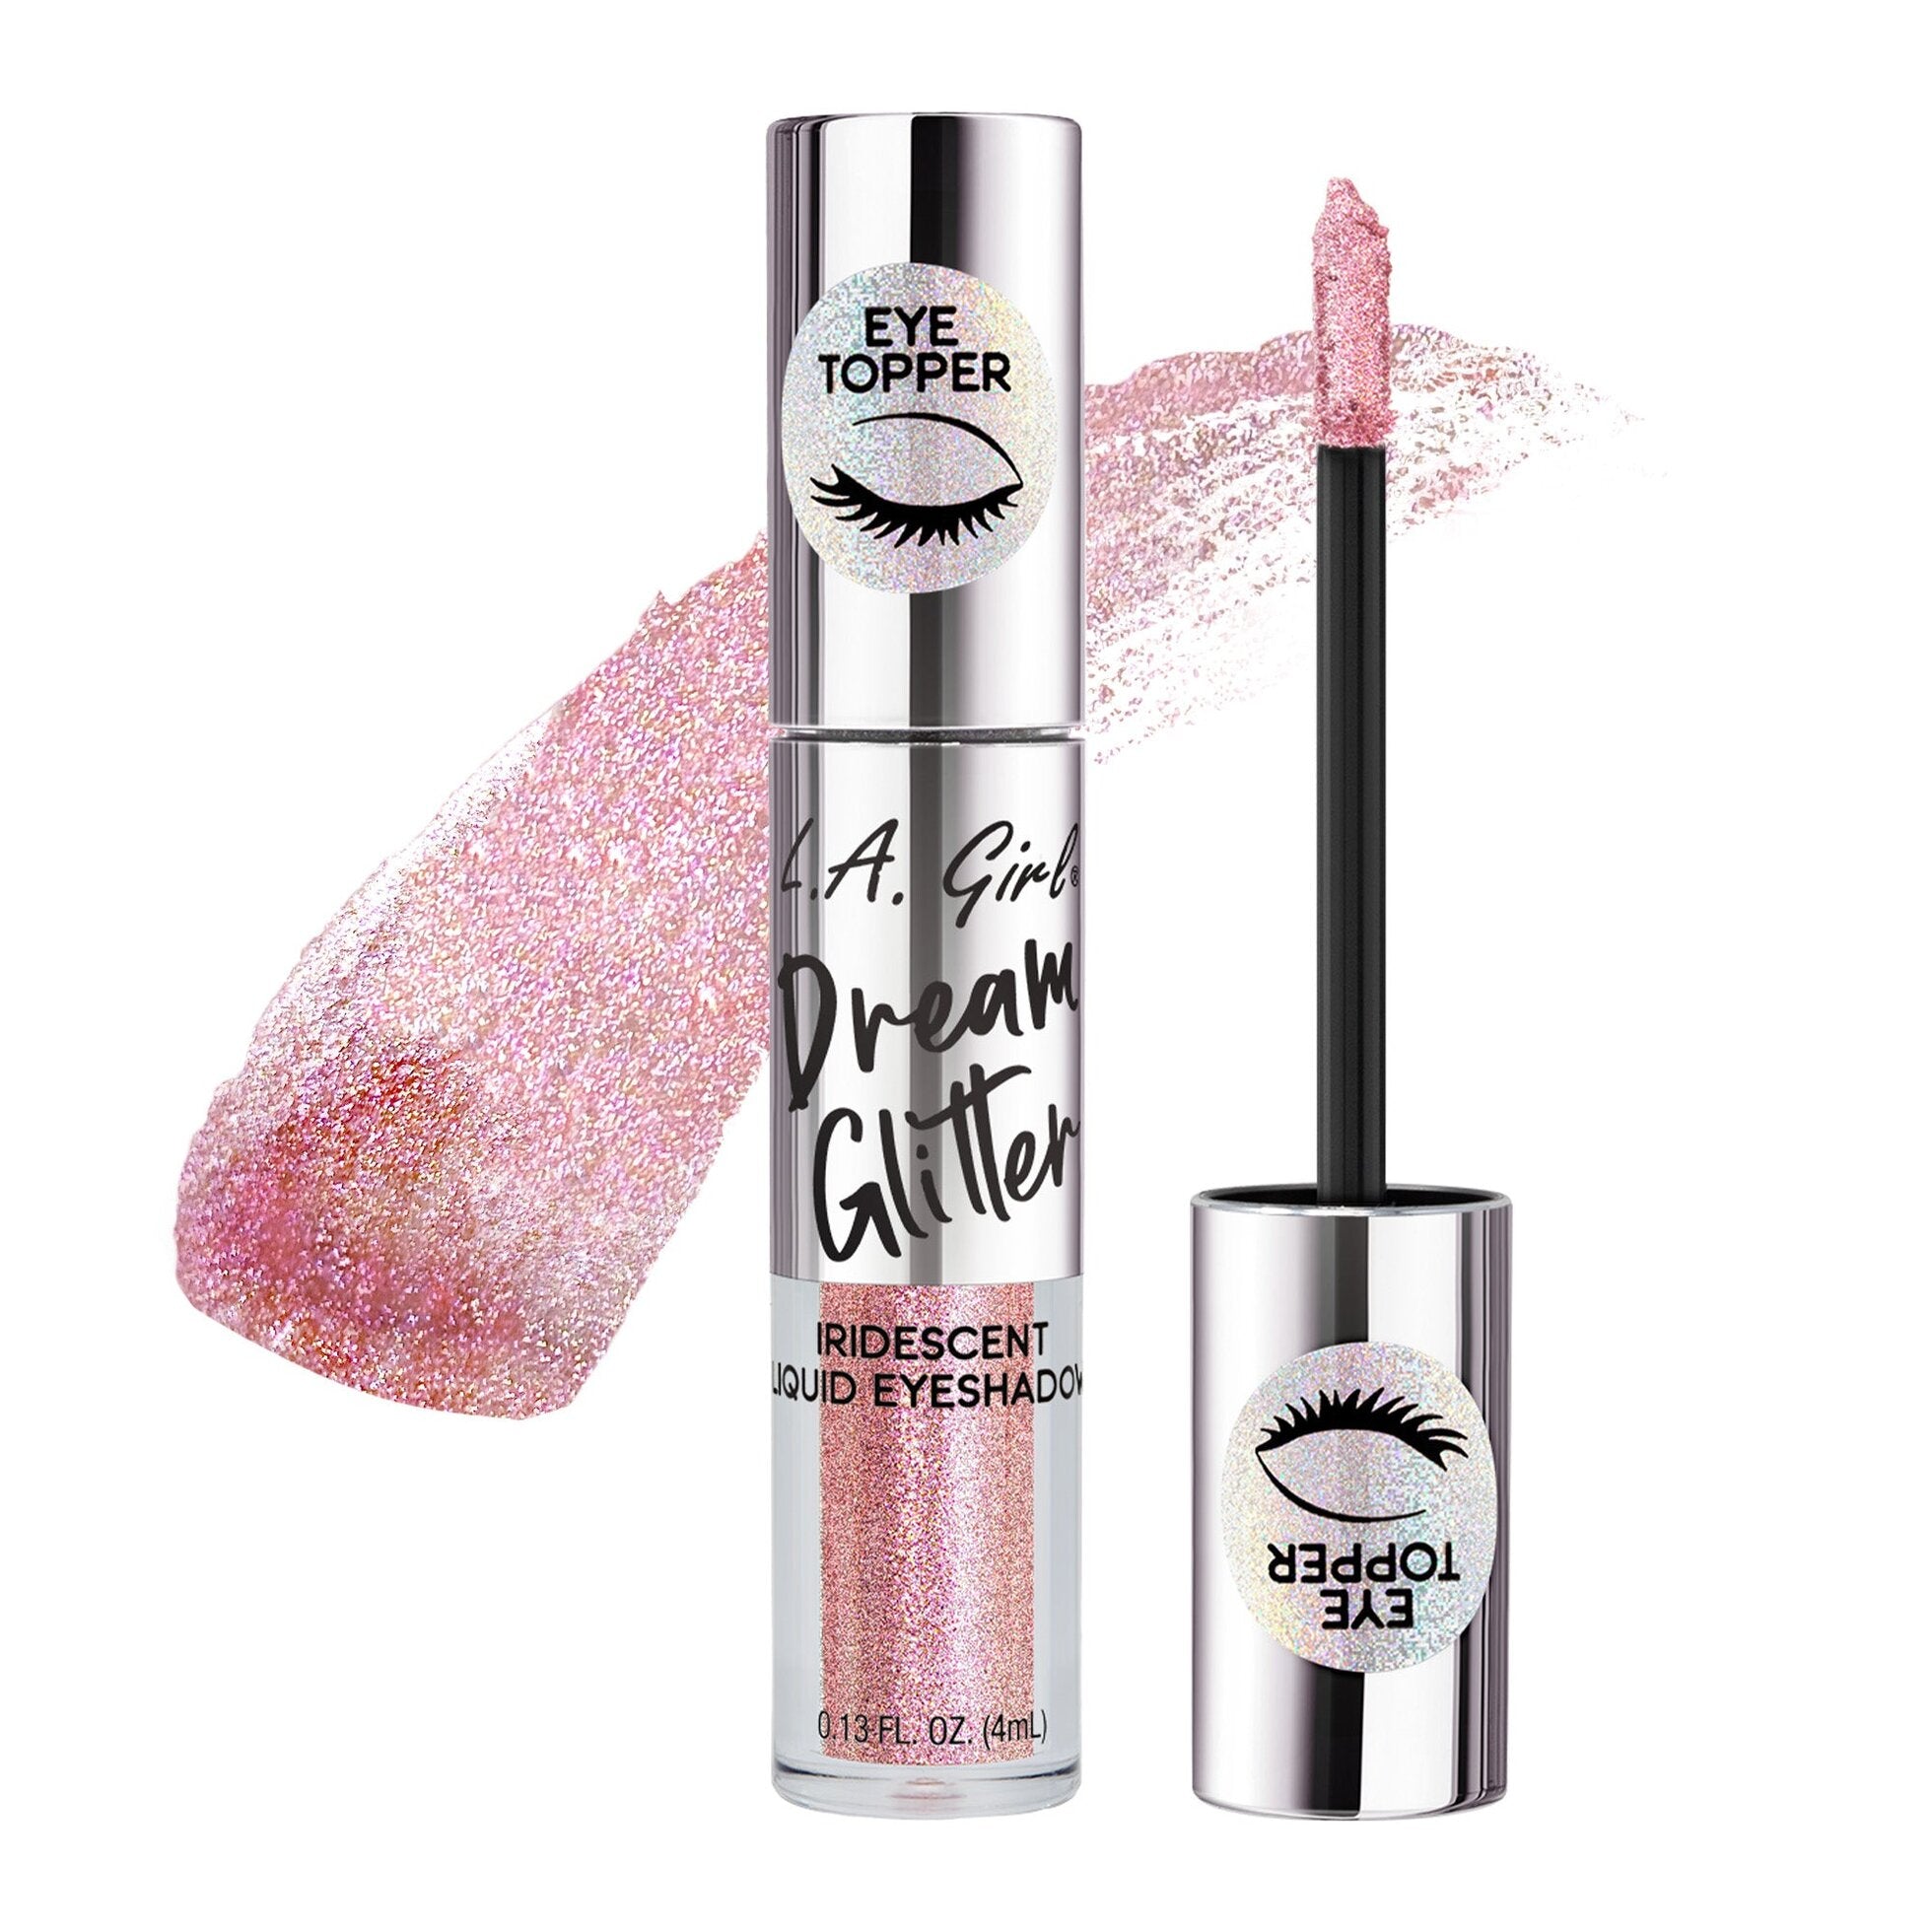 EYE
TOPPER
L.A. Girl®
Dream
Glitter
IRIDESCENT
LIQUID EYESHADOW
0.13 FL. OZ. (4mL)
EYE
TOPPER